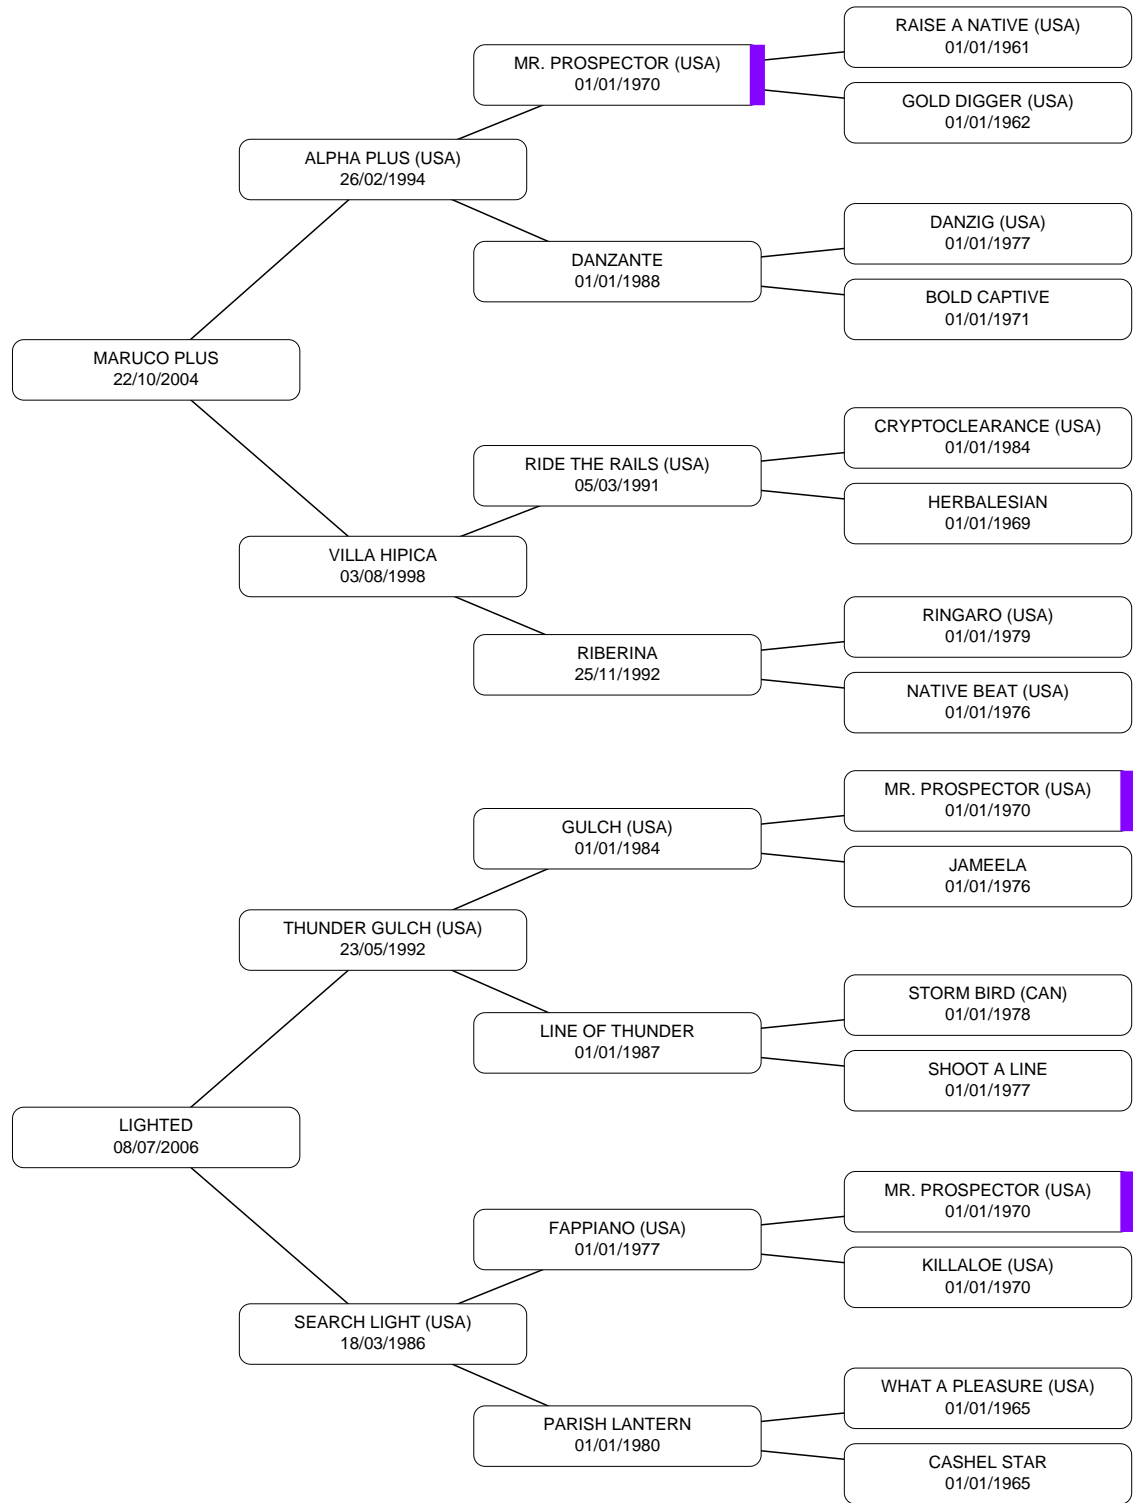 RAISE A NATIVE (USA)
01/01/1961
MR. PROSPECTOR (USA)
01/01/1970
GOLD DIGGER (USA)
01/01/1962
ALPHA PLUS (USA)
26/02/1994
DANZIG (USA)
01/01/1977
DANZANTE
01/01/1988
BOLD CAPTIVE
01/01/1971
MARUCO PLUS
22/10/2004
CRYPTOCLEARANCE (USA)
01/01/1984
RIDE THE RAILS (USA)
05/03/1991
HERBALESIAN
01/01/1969
VILLA HIPICA
03/08/1998
RINGARO (USA)
01/01/1979
RIBERINA
25/11/1992
NATIVE BEAT (USA)
01/01/1976
MR. PROSPECTOR (USA)
01/01/1970
GULCH (USA)
01/01/1984
JAMEELA
01/01/1976
THUNDER GULCH (USA)
23/05/1992
STORM BIRD (CAN)
01/01/1978
LINE OF THUNDER
01/01/1987
SHOOT A LINE
01/01/1977
LIGHTED
08/07/2006
MR. PROSPECTOR (USA)
01/01/1970
FAPPIANO (USA)
01/01/1977
KILLALOE (USA)
01/01/1970
SEARCH LIGHT (USA)
18/03/1986
WHAT A PLEASURE (USA)
01/01/1965
PARISH LANTERN
01/01/1980
CASHEL STAR
01/01/1965